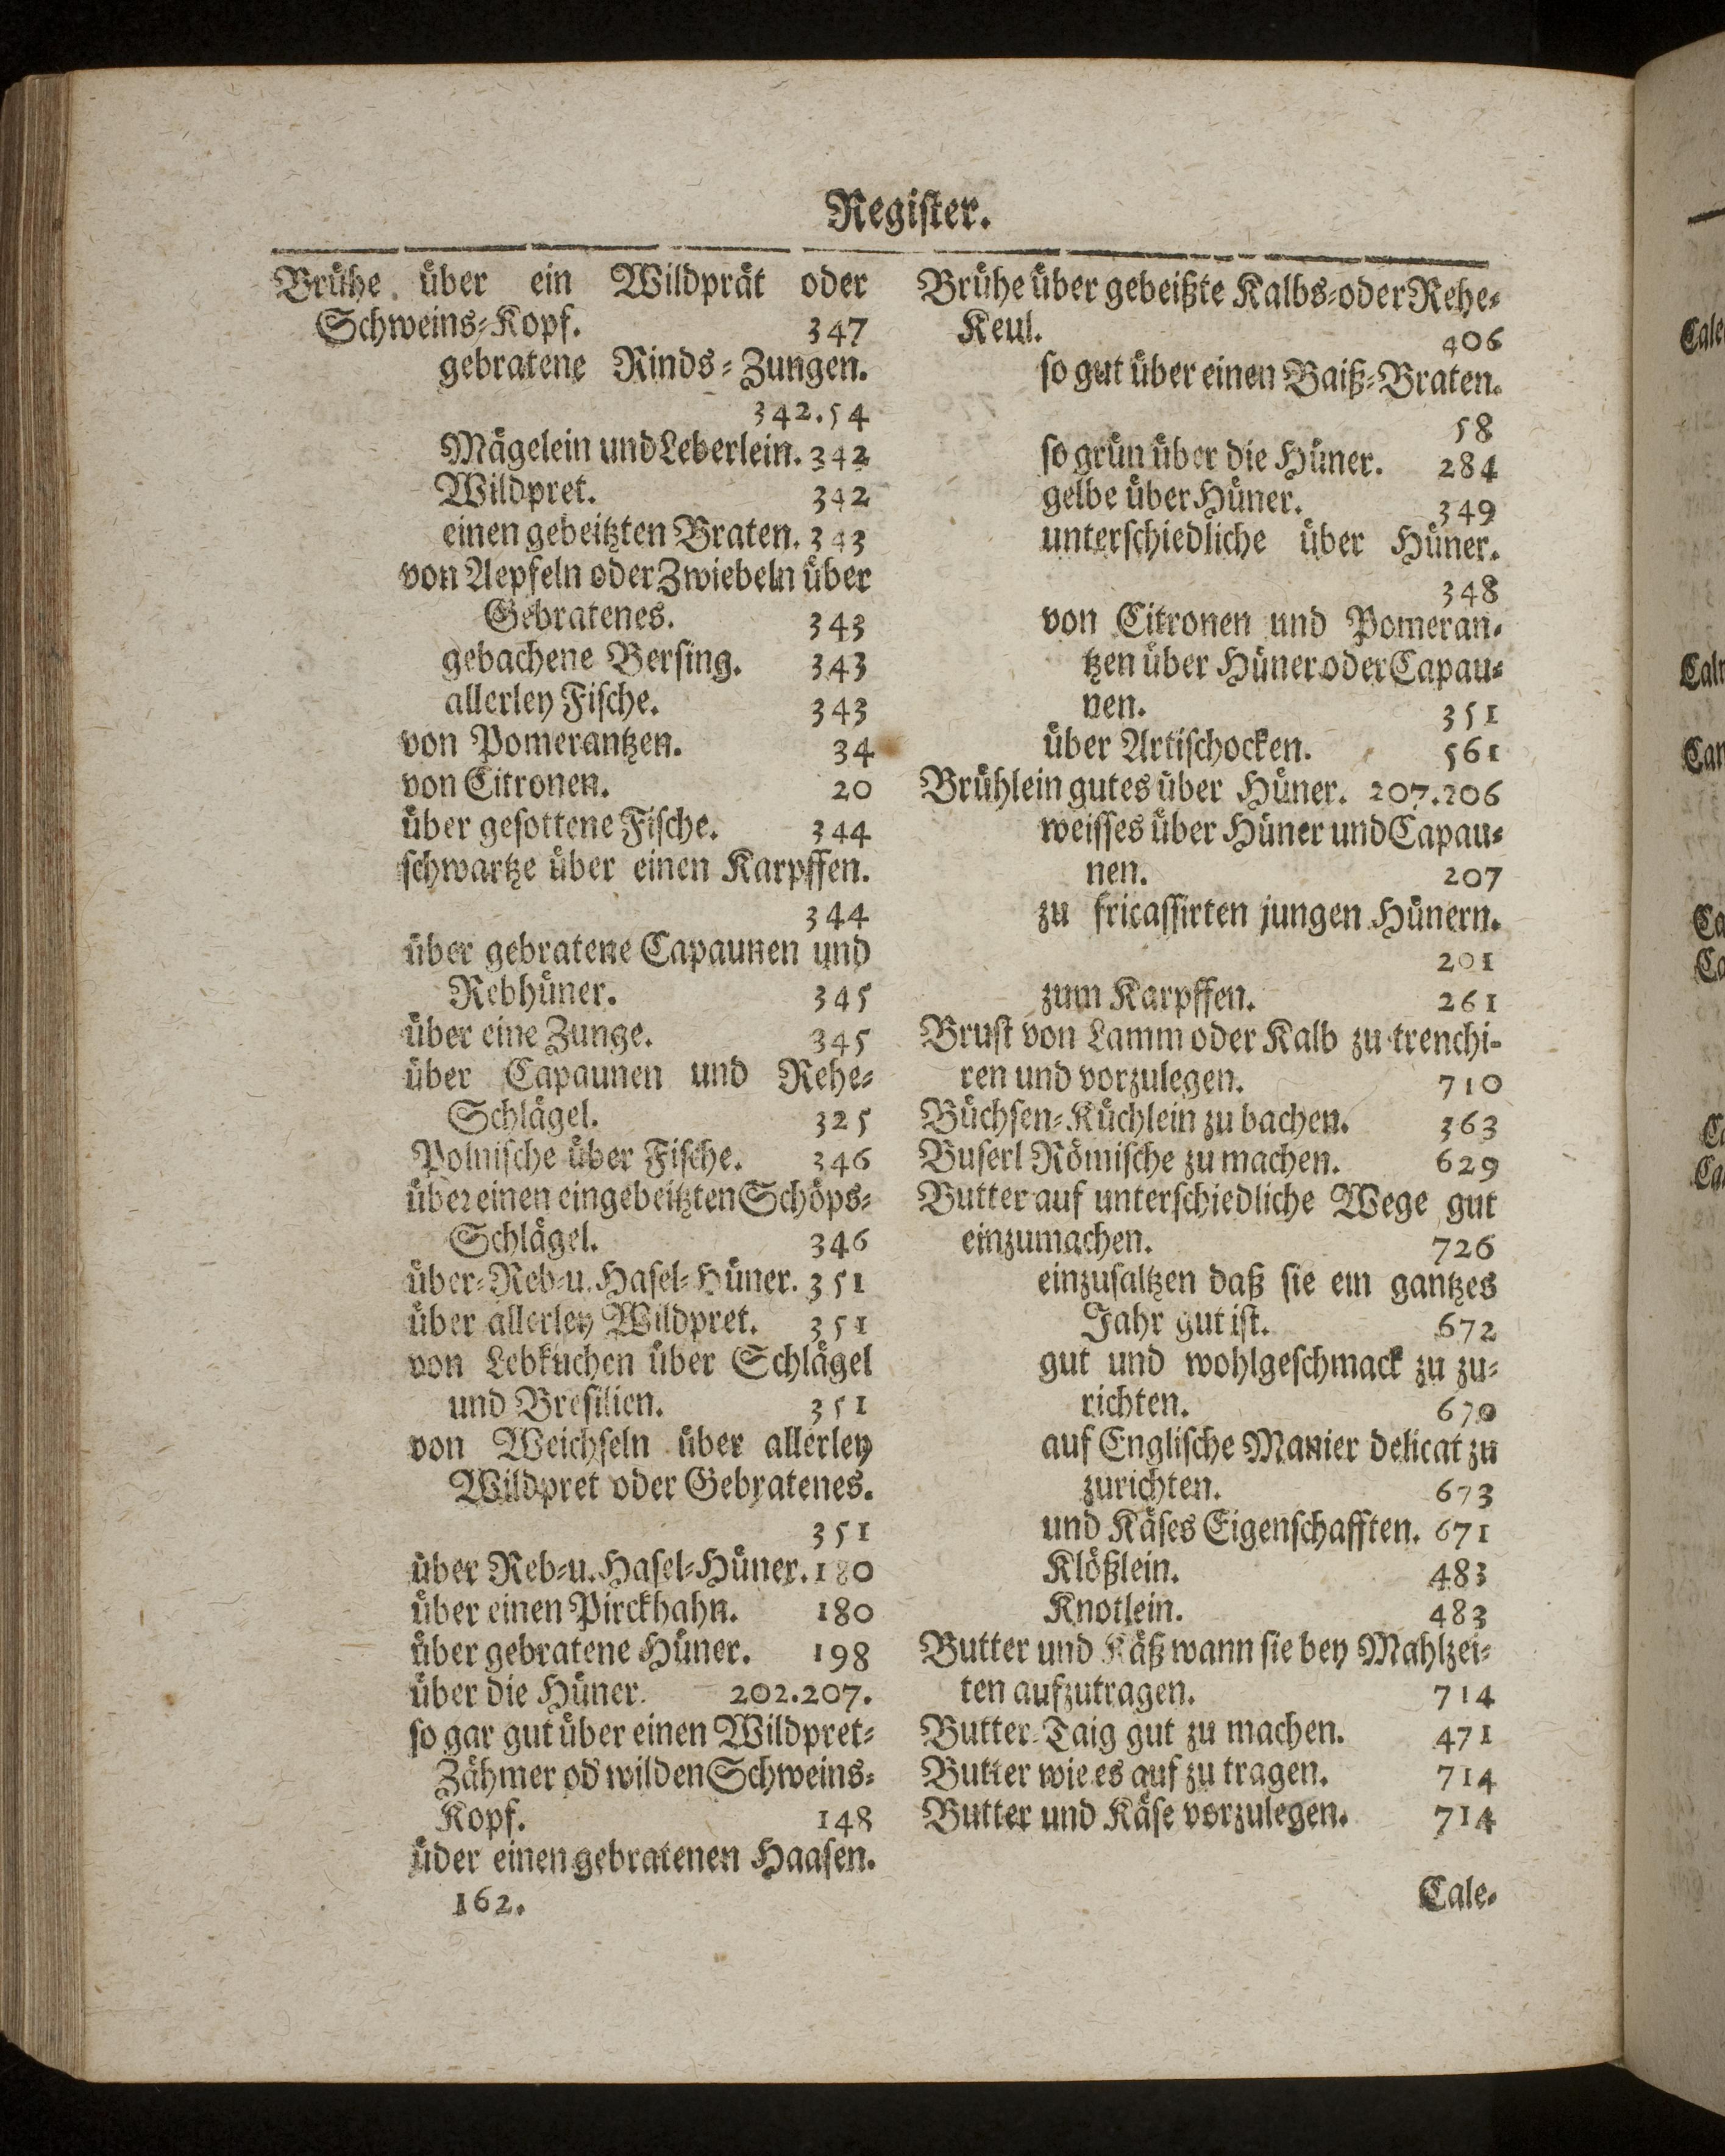 Register.
Brühe über ein Wildprät oder
Schweins-Kopf. 347
gebratene Rinds-Zungen.
342.54
Mägelein und Leberlein. 342
Wildpret. 342
einen gebeitzten Braten. 343
von Aepfeln oder Zwiebeln über
Gebratenes. 343
gebachene Bersing. 343
allerley Fische. 343
von Pomerantzen. 34
von Citronen. 20
über gesottene Fische. 344
schwartze über einen Karpffen.
344
über gebratene Capaunen und
Rebhüner. 345
über eine Zunge. 345
über Capaunen und Rehe-
Schlägel. 325
Polnische über Fische. 346
über einen eingebeitzten Schöps-
Schlägel. 346
über-Reb-u. Hasel-Hüner. 351
über allerley Wildpret. 351
von Lebkuchen über Schlägel
und Bresilien. 351
von Weichseln über allerley
Wildpret oder Gebratenes.
351
über Reb-u. Hasel-Hüner. 180
über einen Pirckhahn. 180
über gebratene Hüner. 198
über die Hüner. 202.207.
so gar gut über einen Wildpret-
Zähmer od wilden Schweins-
Kopf. 148
üder einen gebratenen Haasen.
162.
Brühe über gebeißte Kalbs-oder Rehe-
Keul. 406
so gut über einen Baiß-Braten.
58
so grün über die Hüner. 284
gelbe über Hüner. 349
unterschiedliche über Hüner.
348
von Citronen und Pomeran-
tzen über Hüner oder Capau-
nen. 351
über Artischocken. 561
Brühlein gutes über Hüner. 207.206
weisses über Hüner und Capau-
nen. 207
zu fricassirten jungen Hünern.
201
zum Karpffen. 261
Brust von Lamm oder Kalb zu trenchi-
ren und vorzulegen. 710
Büchsen-Küchlein zu bachen. 363
Buserl Römische zu machen. 629
Butter auf unterschiedliche Wege gut
einzumachen. 726
einzusaltzen daß sie ein gantzes
Jahr gut ist. 672
gut und wohlgeschmack zu zu-
richten. 670
auf Englische Manier delicat zu
zurichten. 673
und Käses Eigenschafften. 671
Klößlein. 483
Knotlein. 483
Butter und Käß wann sie bey Mahlzei-
ten aufzutragen. 714
Butter-Taig gut zu machen. 471
Butter wie es auf zu tragen. 714
Butter und Käse vorzulegen. 714
Cale-